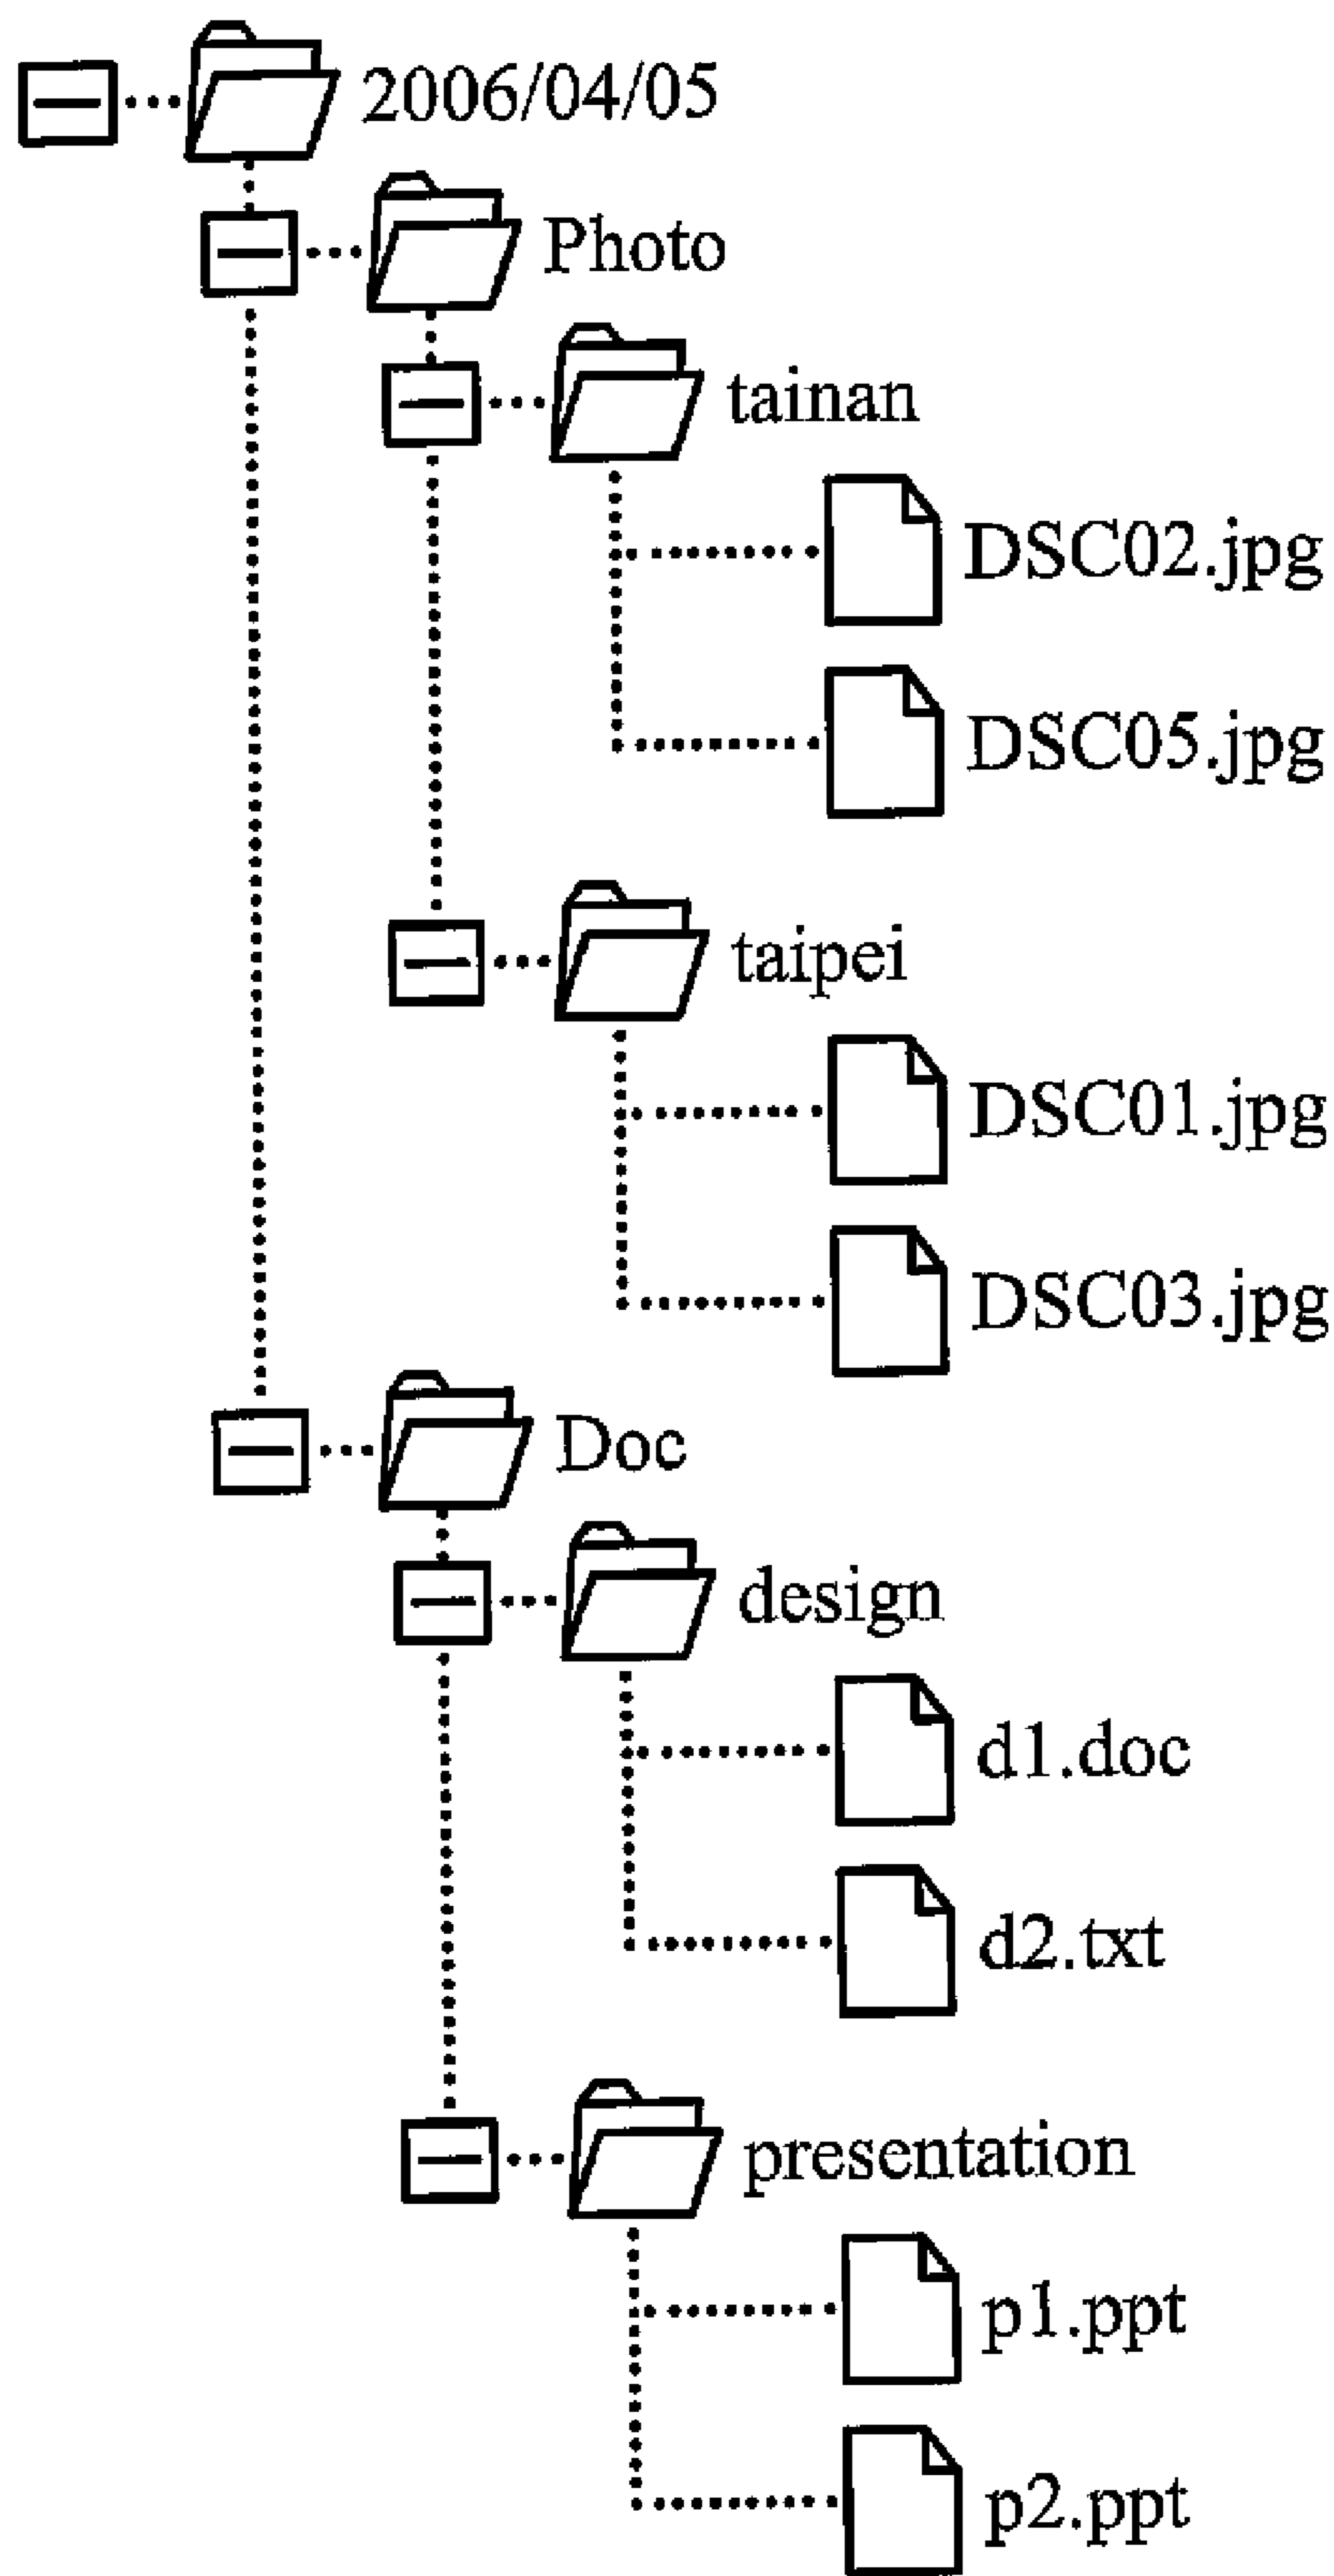 2006/04/05
Photo
tainan
DSC02.jpg
DSC05.jpg
taipei
DSC01.jpg
DSC03.jpg
Doc
design
d1.doc
d2.txt
presentation
p1.ppt
p2.ppt